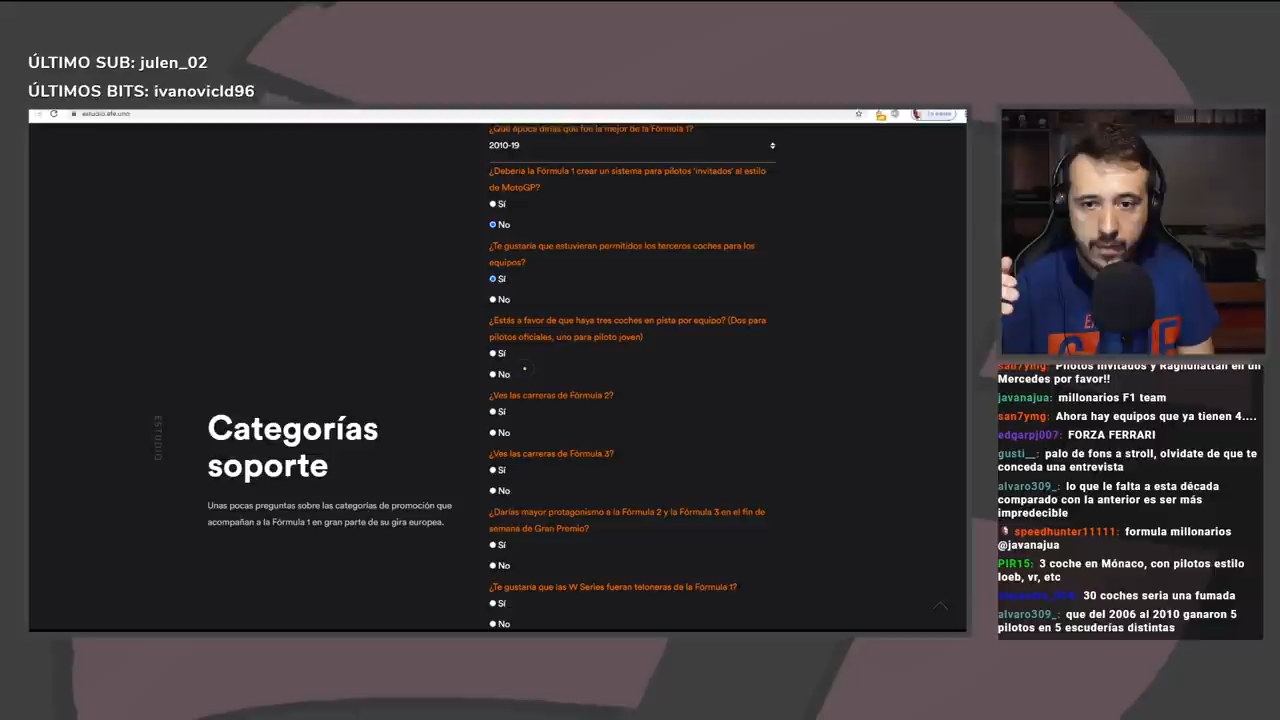 ÚLTIMO SUB: julen_02
ÚLTIMOS BITS: ivanovicld96
estudio.efe.uno
¿Qué época dirías que fue la mejor de la Fórmula 1?
2010-19
¿Debería la Fórmula 1 crear un sistema para pilotos 'invitados' al estilo
de MotoGP?
Sí
No
¿Te gustaría que estuvieran permitidos los terceros coches para los
equipos?
Sí
No
¿Estás a favor de que haya tres coches en pista por equipo? (Dos para
pilotos oficiales, uno para piloto joven)
Sí
No
¿Ves las carreras de Fórmula 2?
Sí
No
¿Ves las carreras de Fórmula 3?
Sí
No
¿Darías mayor protagonismo a la Fórmula 2 y la Fórmula 3 en el fin de
semana de Gran Premio?
Sí
No
¿Te gustaría que las W Series fueran teloneras de la Fórmula 1?
Sí
No
ESTUDIO
Categorías
soporte
Unas pocas preguntas sobre las categorías de promoción que
acompañan a la Fórmula 1 en gran parte de su gira europea.
san7ymg: Pilotos invitados y Raghunattan en un
Mercedes por favor!!
javanajua: millonarios F1 team
san7ymg: Ahora hay equipos que ya tienen 4....
edgarpj007: FORZA FERRARI
gusti__: palo de fons a stroll, olvidate de que te
conceda una entrevista
alvaro309_: lo que le falta a esta década
comparado con la anterior es ser más
impredecible
speedhunter11111: formula millonarios
@javanajua
PIR15: 3 coche en Mónaco, con pilotos estilo
loeb, vr, etc
30 coches seria una fumada
alvaro309_: que del 2006 al 2010 ganaron 5
pilotos en 5 escuderías distintas